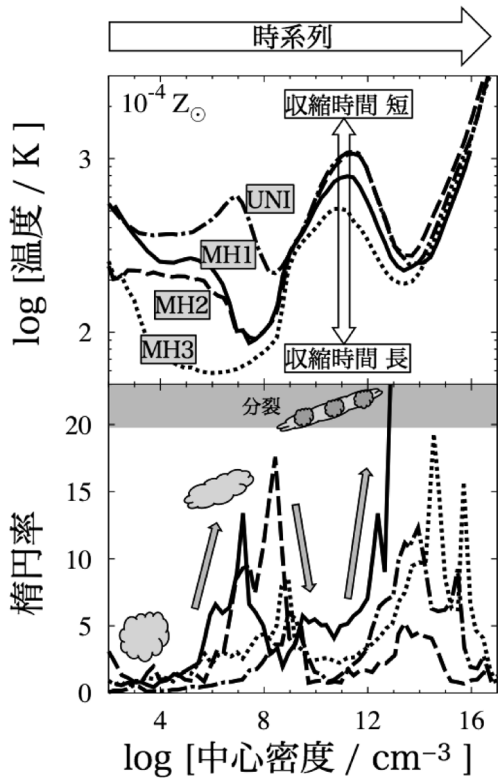 時系列
10⁻⁴ Z⊙
収縮時間 短
UNI
MH1
MH2
MH3
収縮時間 長
log [温度 / K]
3
2
分裂
楕円率
20
15
10
5
0
4 8 12 16
log [中心密度 / cm⁻³]